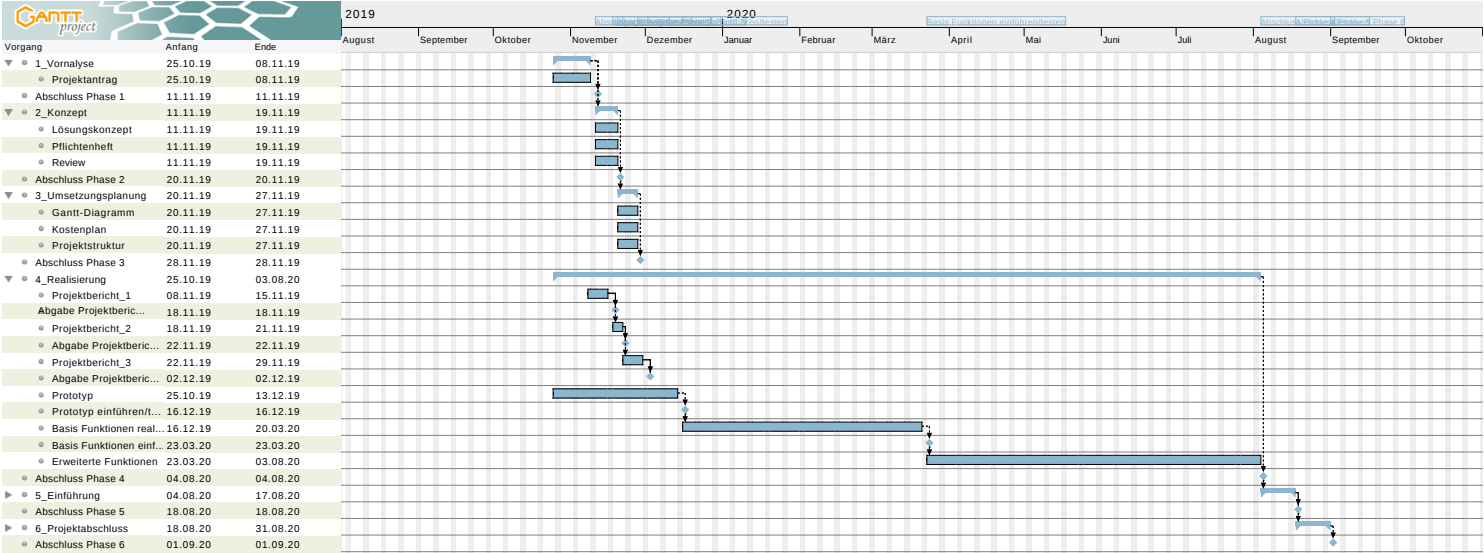 GANTT
project
2019
2020
Basis Funktionen einführen/testen
August September Oktober November Dezember Januar Februar März April Mai Juni Juli August September Oktober
Vorgang Anfang Ende
1_Vornalyse 25.10.19 08.11.19
Projektantrag 25.10.19 08.11.19
Abschluss Phase 1 11.11.19 11.11.19
2_Konzept 11.11.19 19.11.19
Lösungskonzept 11.11.19 19.11.19
Pflichtenheft 11.11.19 19.11.19
Review 11.11.19 19.11.19
Abschluss Phase 2 20.11.19 20.11.19
3_Umsetzungsplanung 20.11.19 27.11.19
Gantt-Diagramm 20.11.19 27.11.19
Kostenplan 20.11.19 27.11.19
Projektstruktur 20.11.19 27.11.19
Abschluss Phase 3 28.11.19 28.11.19
4_Realisierung 25.10.19 03.08.20
Projektbericht_1 08.11.19 15.11.19
Abgabe Projektberic... 18.11.19 18.11.19
Projektbericht_2 18.11.19 21.11.19
Abgabe Projektberic... 22.11.19 22.11.19
Projektbericht_3 22.11.19 29.11.19
Abgabe Projektberic... 02.12.19 02.12.19
Prototyp 25.10.19 13.12.19
Prototyp einführen/t... 16.12.19 16.12.19
Basis Funktionen real... 16.12.19 20.03.20
Basis Funktionen einf... 23.03.20 23.03.20
Erweiterte Funktionen 23.03.20 03.08.20
Abschluss Phase 4 04.08.20 04.08.20
5_Einführung 04.08.20 17.08.20
Abschluss Phase 5 18.08.20 18.08.20
6_Projektabschluss 18.08.20 31.08.20
Abschluss Phase 6 01.09.20 01.09.20